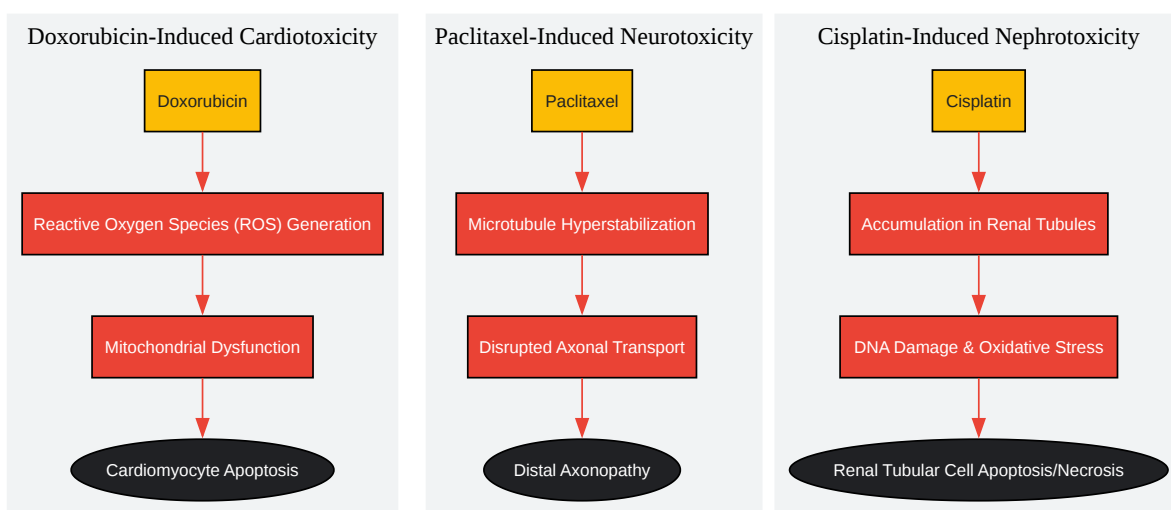 Doxorubicin-Induced Cardiotoxicity
Doxorubicin
Reactive Oxygen Species (ROS) Generation
Mitochondrial Dysfunction
Cardiomyocyte Apoptosis
Paclitaxel-Induced Neurotoxicity
Paclitaxel
Microtubule Hyperstabilization
Disrupted Axonal Transport
Distal Axonopathy
Cisplatin-Induced Nephrotoxicity
Cisplatin
Accumulation in Renal Tubules
DNA Damage & Oxidative Stress
Renal Tubular Cell Apoptosis/Necrosis